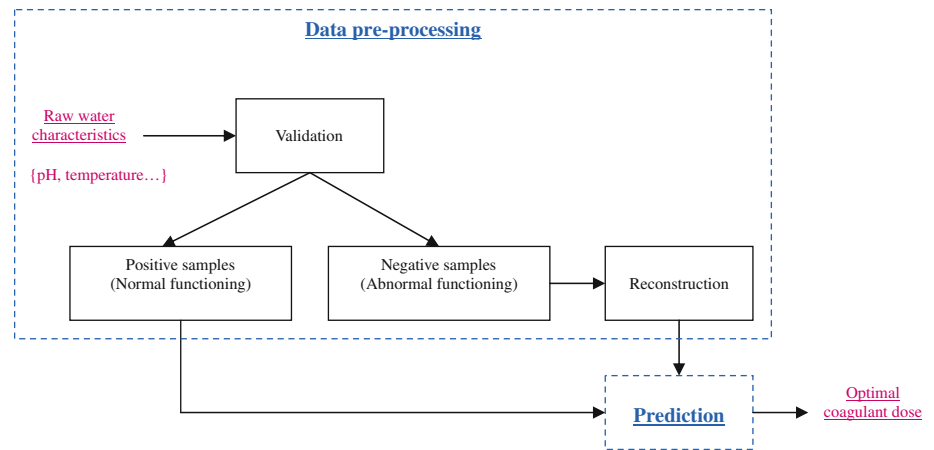 Data pre-processing
Raw water
characteristics
{pH, temperature…}
Validation
Positive samples
(Normal functioning)
Negative samples
(Abnormal functioning)
Reconstruction
Prediction
Optimal
coagulant dose